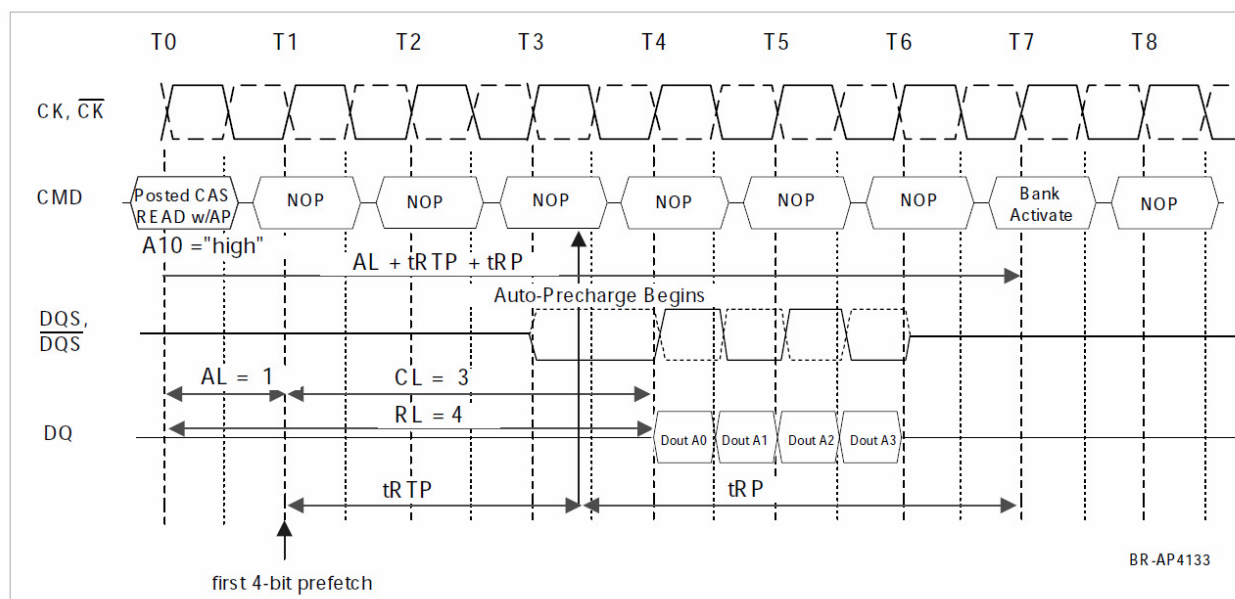 T0 T1 T2 T3 T4 T5 T6 T7 T8
CK, CK
CMD
Posted CAS
READ w/AP
NOP NOP NOP NOP NOP NOP
Bank
Activate
NOP
A10 ="high"
AL + tRTP + tRP
Auto-Precharge Begins
DQS,
DQS
AL = 1
CL = 3
RL = 4
DQ
Dout A0 Dout A1 Dout A2 Dout A3
tRTP
tRP
first 4-bit prefetch
BR-AP4133